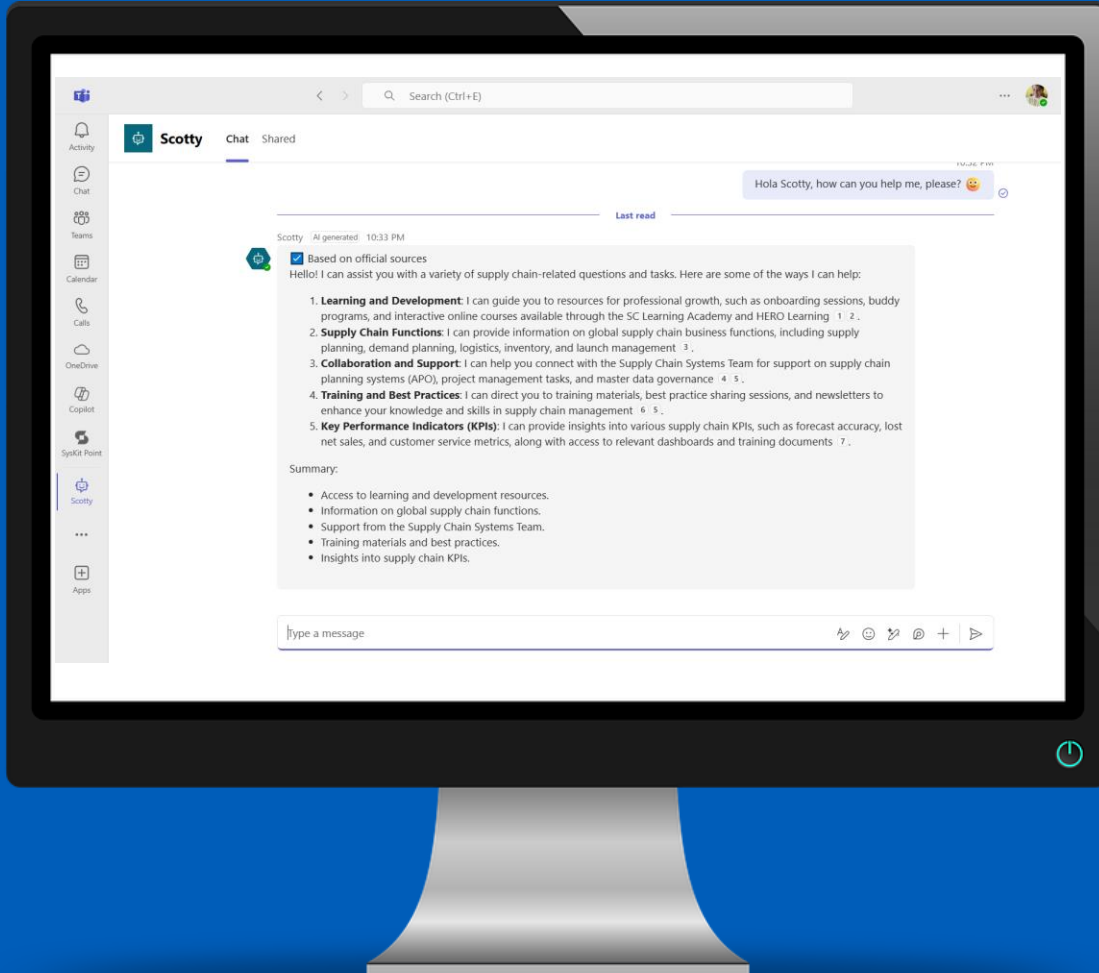 Search (Ctrl+E)
Activity
Chat
Teams
Calendar
Calls
OneDrive
Copilot
SysKit Point
Scotty
Apps
Scotty Chat Shared
10:32 PM
Hola Scotty, how can you help me, please?
Last read
Scotty AI generated 10:33 PM
Based on official sources
Hello! I can assist you with a variety of supply chain-related questions and tasks. Here are some of the ways I can help:
1. Learning and Development: I can guide you to resources for professional growth, such as onboarding sessions, buddy
programs, and interactive online courses available through the SC Learning Academy and HERO Learning 1 2 .
2. Supply Chain Functions: I can provide information on global supply chain business functions, including supply
planning, demand planning, logistics, inventory, and launch management 3 .
3. Collaboration and Support: I can help you connect with the Supply Chain Systems Team for support on supply chain
planning systems (APO), project management tasks, and master data governance 4 5 .
4. Training and Best Practices: I can direct you to training materials, best practice sharing sessions, and newsletters to
enhance your knowledge and skills in supply chain management 6 5 .
5. Key Performance Indicators (KPIs): I can provide insights into various supply chain KPIs, such as forecast accuracy, lost
net sales, and customer service metrics, along with access to relevant dashboards and training documents 7 .
Summary:
• Access to learning and development resources.
• Information on global supply chain functions.
• Support from the Supply Chain Systems Team.
• Training materials and best practices.
• Insights into supply chain KPIs.
Type a message